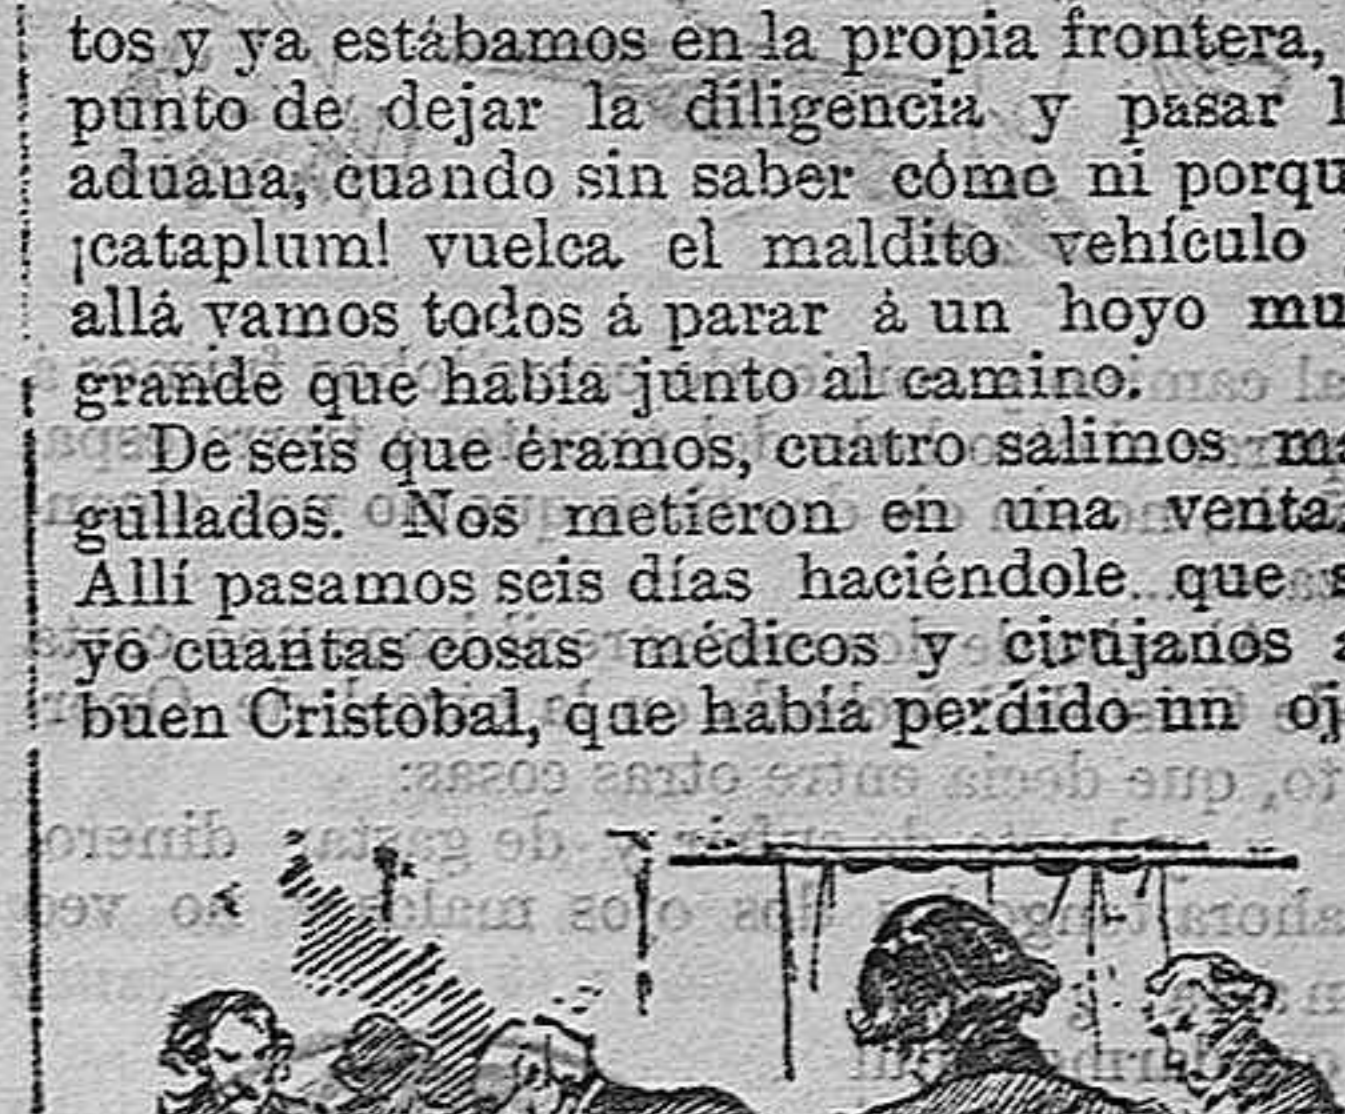 tos y ya estábamos en la propia frontera,
punto de dejar la diligencia y pasar l
aduana, cuando sin saber cómo ni porqu
¡cataplum! vuelca el maldito vehículo
allá vamos todos á parar á un hoyo mu
grande que había junto al camino.
De seis que éramos, cuatro salimos ma
gullados. Nos metieron en una venta.
Allí pasamos seis días haciéndole que s
yo cuantas cosas médicos y cirujanos a
buen Cristobal, que había perdido un oj